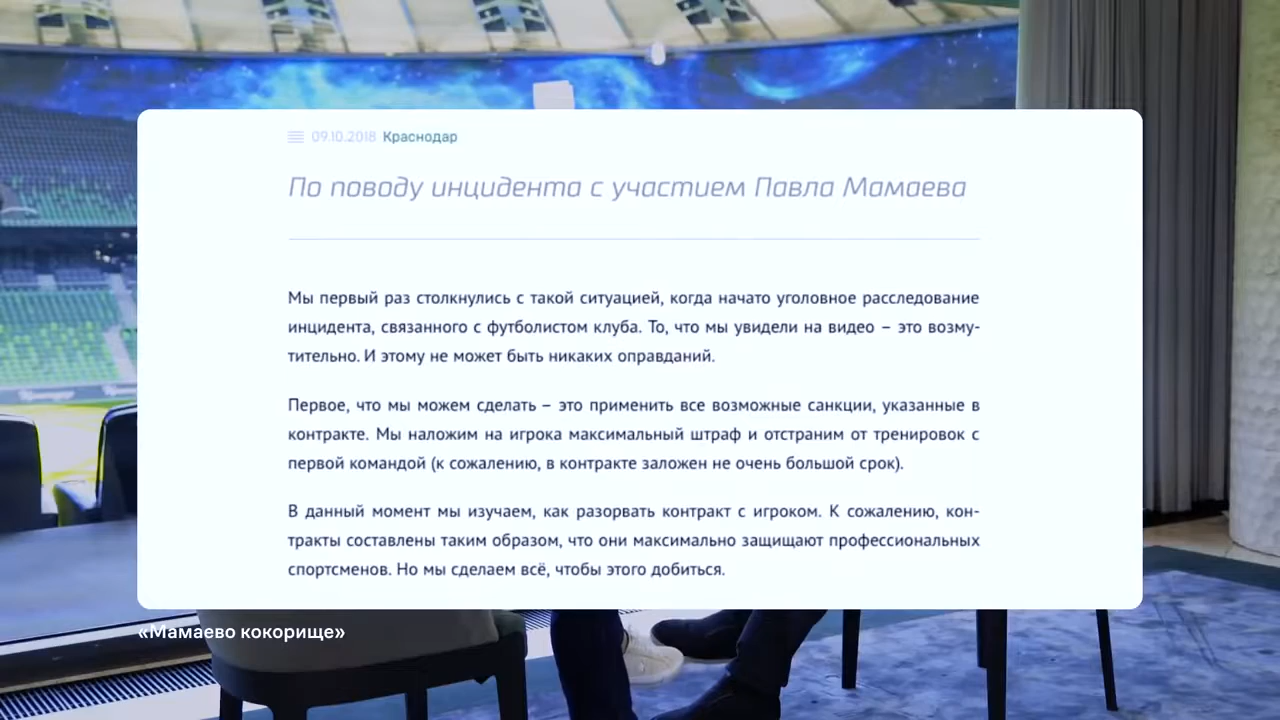 09.10.2018 Краснодар
По поводу инцидента с участием Павла Мамаева
Мы первый раз столкнулись с такой ситуацией, когда начато уголовное расследование
инцидента, связанного с футболистом клуба. То, что мы увидели на видео – это возму-
тительно. И этому не может быть никаких оправданий.
Первое, что мы можем сделать – это применить все возможные санкции, указанные в
контракте. Мы наложим на игрока максимальный штраф и отстраним от тренировок с
первой командой (к сожалению, в контракте заложен не очень большой срок).
В данный момент мы изучаем, как разорвать контракт с игроком. К сожалению, кон-
тракты составлены таким образом, что они максимально защищают профессиональных
спортсменов. Но мы сделаем всё, чтобы этого добиться.
«Мамаево кокорище»